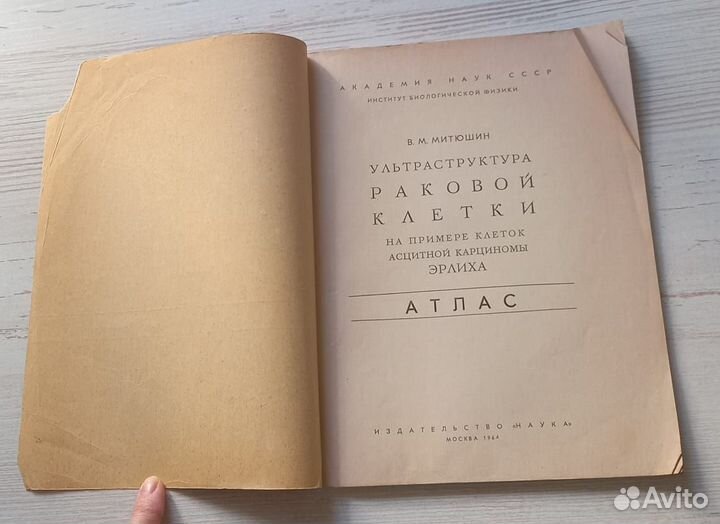 АКАДЕМИЯ НАУК СССР
ИНСТИТУТ БИОЛОГИЧЕСКОЙ ФИЗИКИ
В. М. МИТЮШИН
УЛЬТРАСТРУКТУРА
РАКОВОЙ
КЛЕТКИ
НА ПРИМЕРЕ КЛЕТОК
АСЦИТНОЙ КАРЦИНОМЫ
ЭРЛИХА
АТЛАС
ИЗДАТЕЛЬСТВО «НАУКА»
МОСКВА 1964
Avito